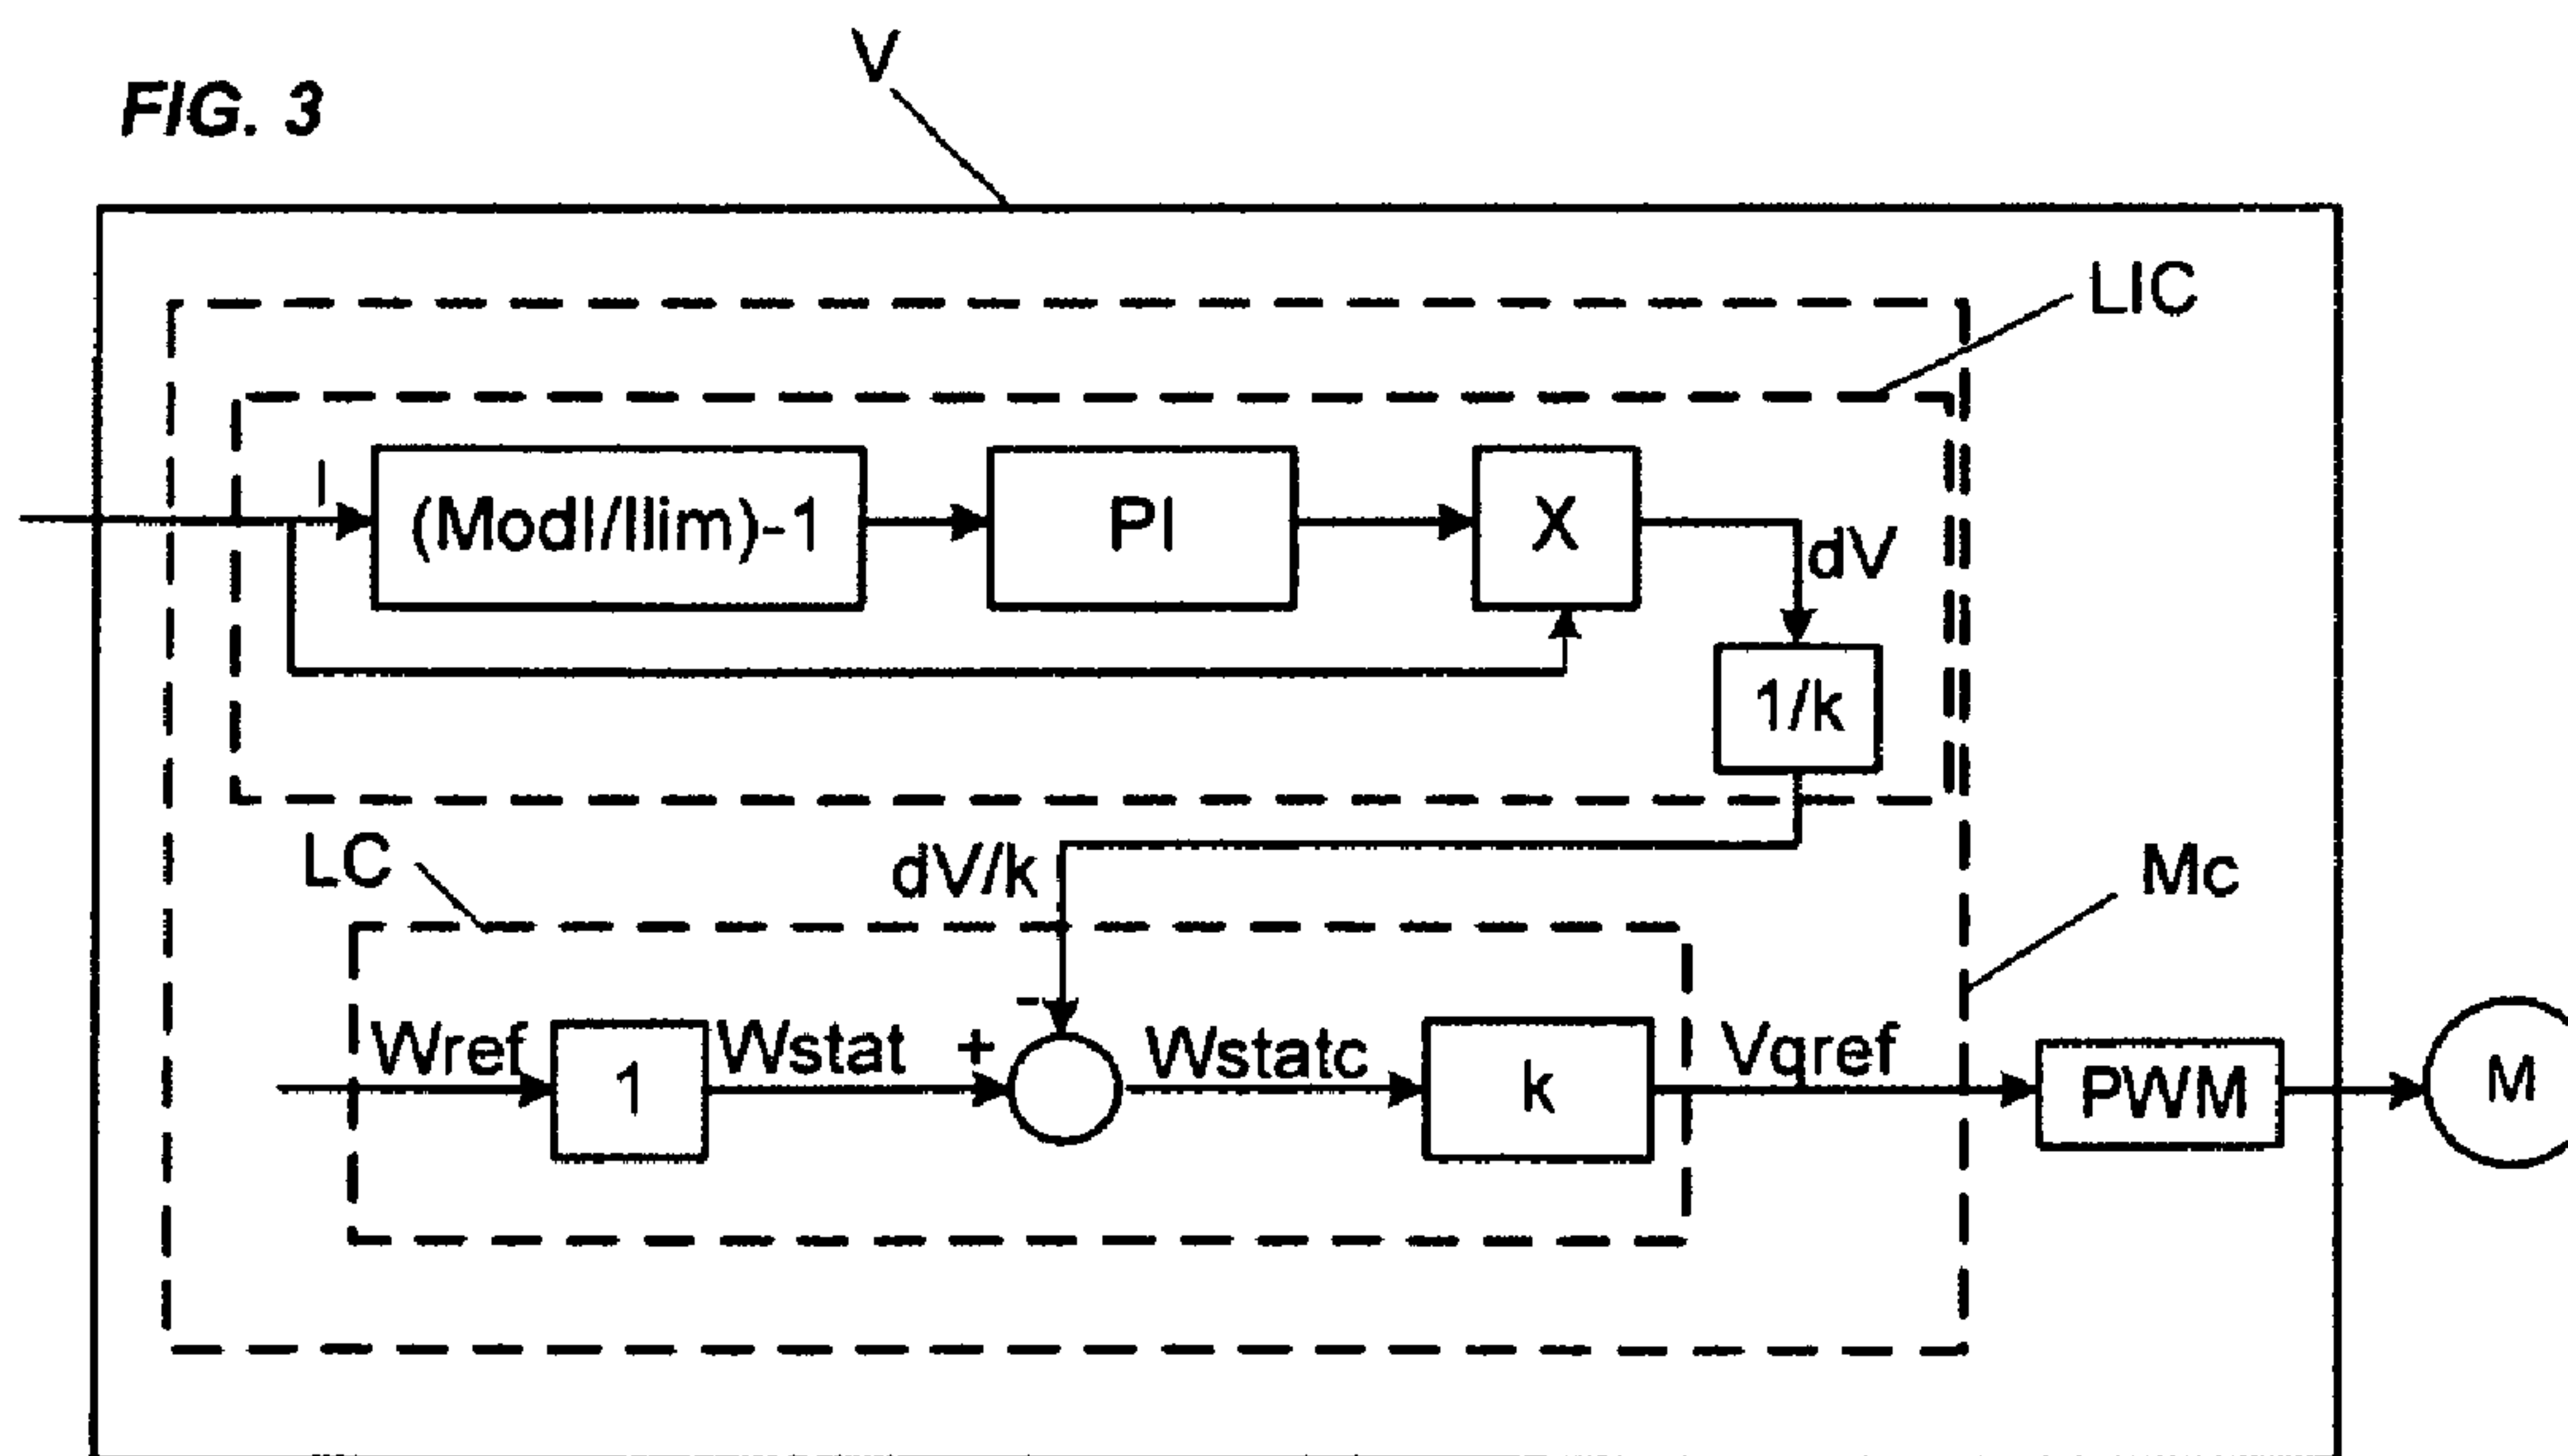 FIG. 3
V
LIC
I
(ModI/Ilim)-1
PI
X
dV
1/k
LC
dV/k
Mc
-
Wref
1
Wstat
+
Wstatc
k
Vqref
PWM
M